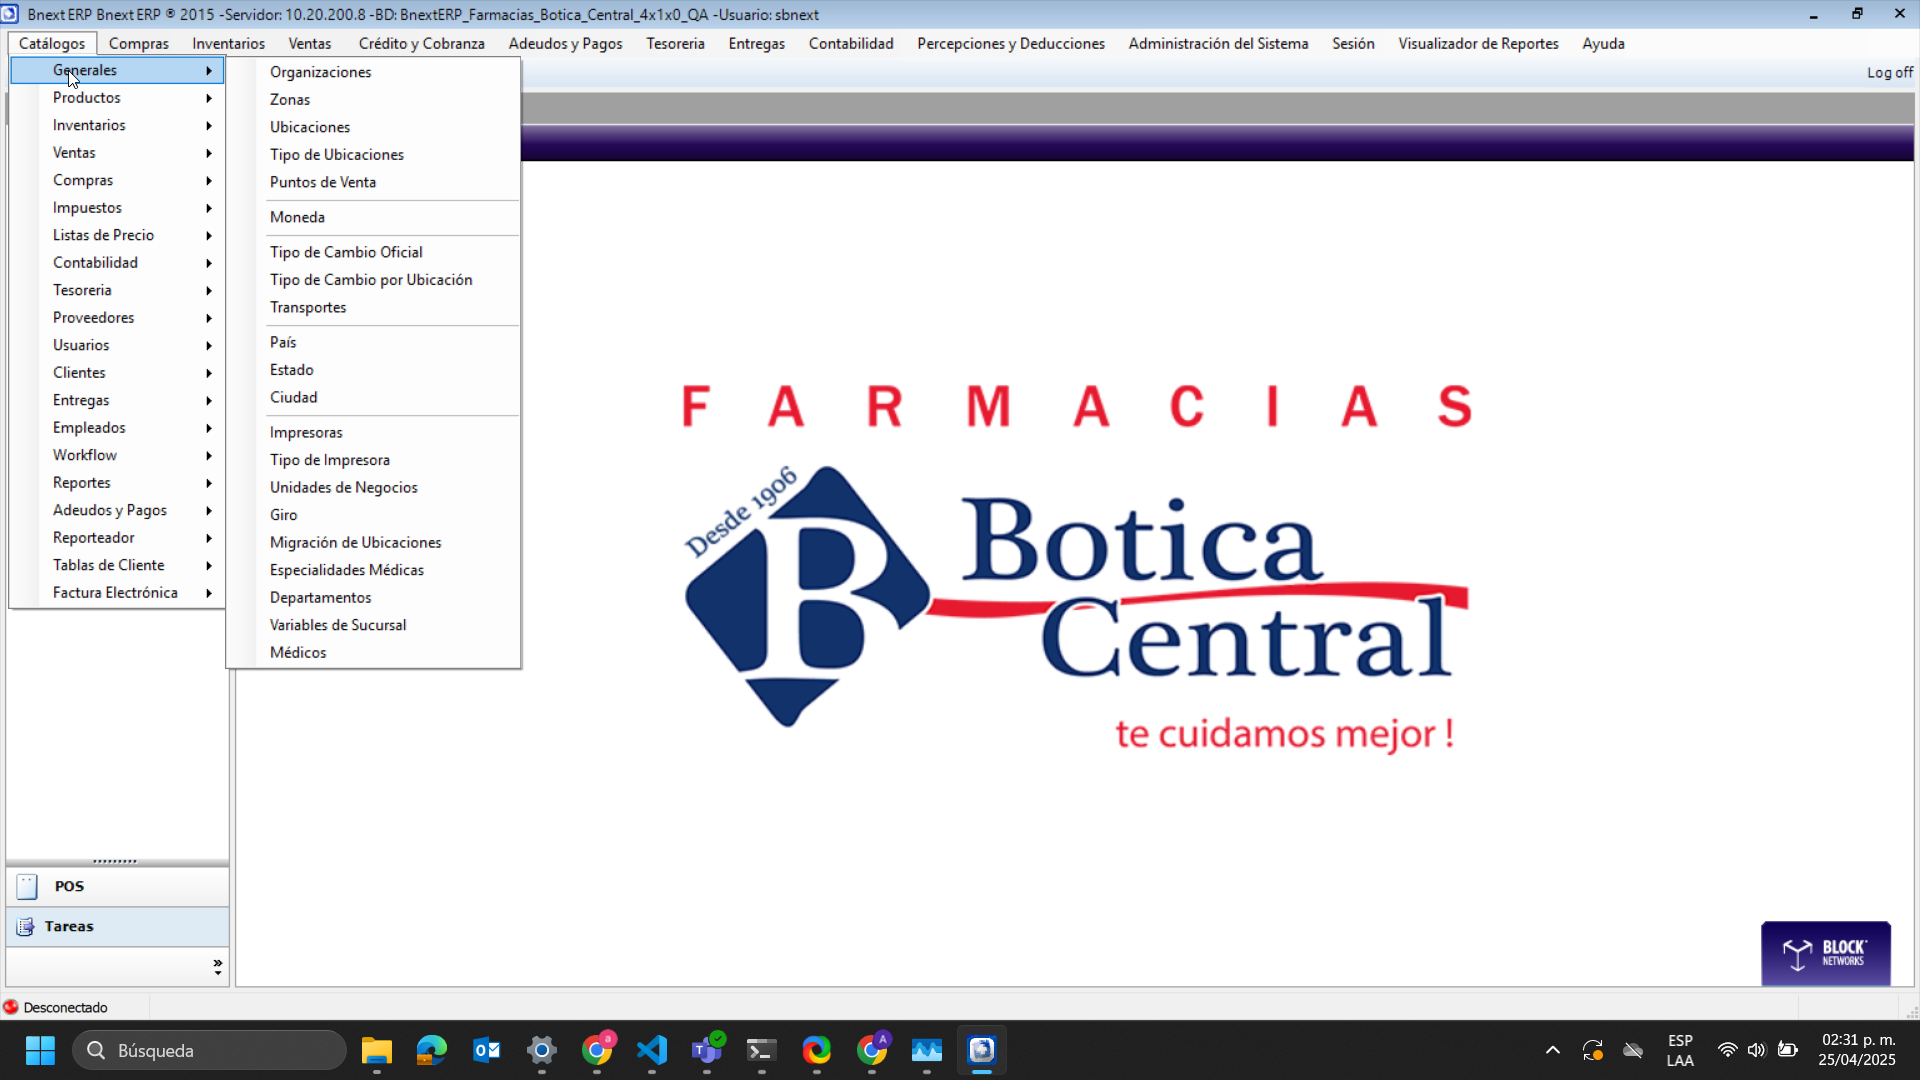 Bnext ERP Bnext ERP ® 2015 -Servidor: 10.20.200.8 -BD: BnextERP_Farmacias_Botica_Central_4x1x0_QA -Usuario: sbnext
Catálogos Compras Inventarios Ventas Crédito y Cobranza Adeudos y Pagos Tesoreria Entregas Contabilidad Percepciones y Deducciones Administración del Sistema Sesión Visualizador de Reportes Ayuda
Log off
Generales
Productos
Inventarios
Ventas
Compras
Impuestos
Listas de Precio
Contabilidad
Tesoreria
Proveedores
Usuarios
Clientes
Entregas
Empleados
Workflow
Reportes
Adeudos y Pagos
Reporteador
Tablas de Cliente
Factura Electrónica
Organizaciones
Zonas
Ubicaciones
Tipo de Ubicaciones
Puntos de Venta
Moneda
Tipo de Cambio Oficial
Tipo de Cambio por Ubicación
Transportes
País
Estado
Ciudad
Impresoras
Tipo de Impresora
Unidades de Negocios
Giro
Migración de Ubicaciones
Especialidades Médicas
Departamentos
Variables de Sucursal
Médicos
FARMACIAS
Desde 1906
B
Botica
Central
te cuidamos mejor !
POS
Tareas
BLOCK
NETWORKS
Desconectado
Búsqueda
ESP
LAA
02:31 p. m.
25/04/2025